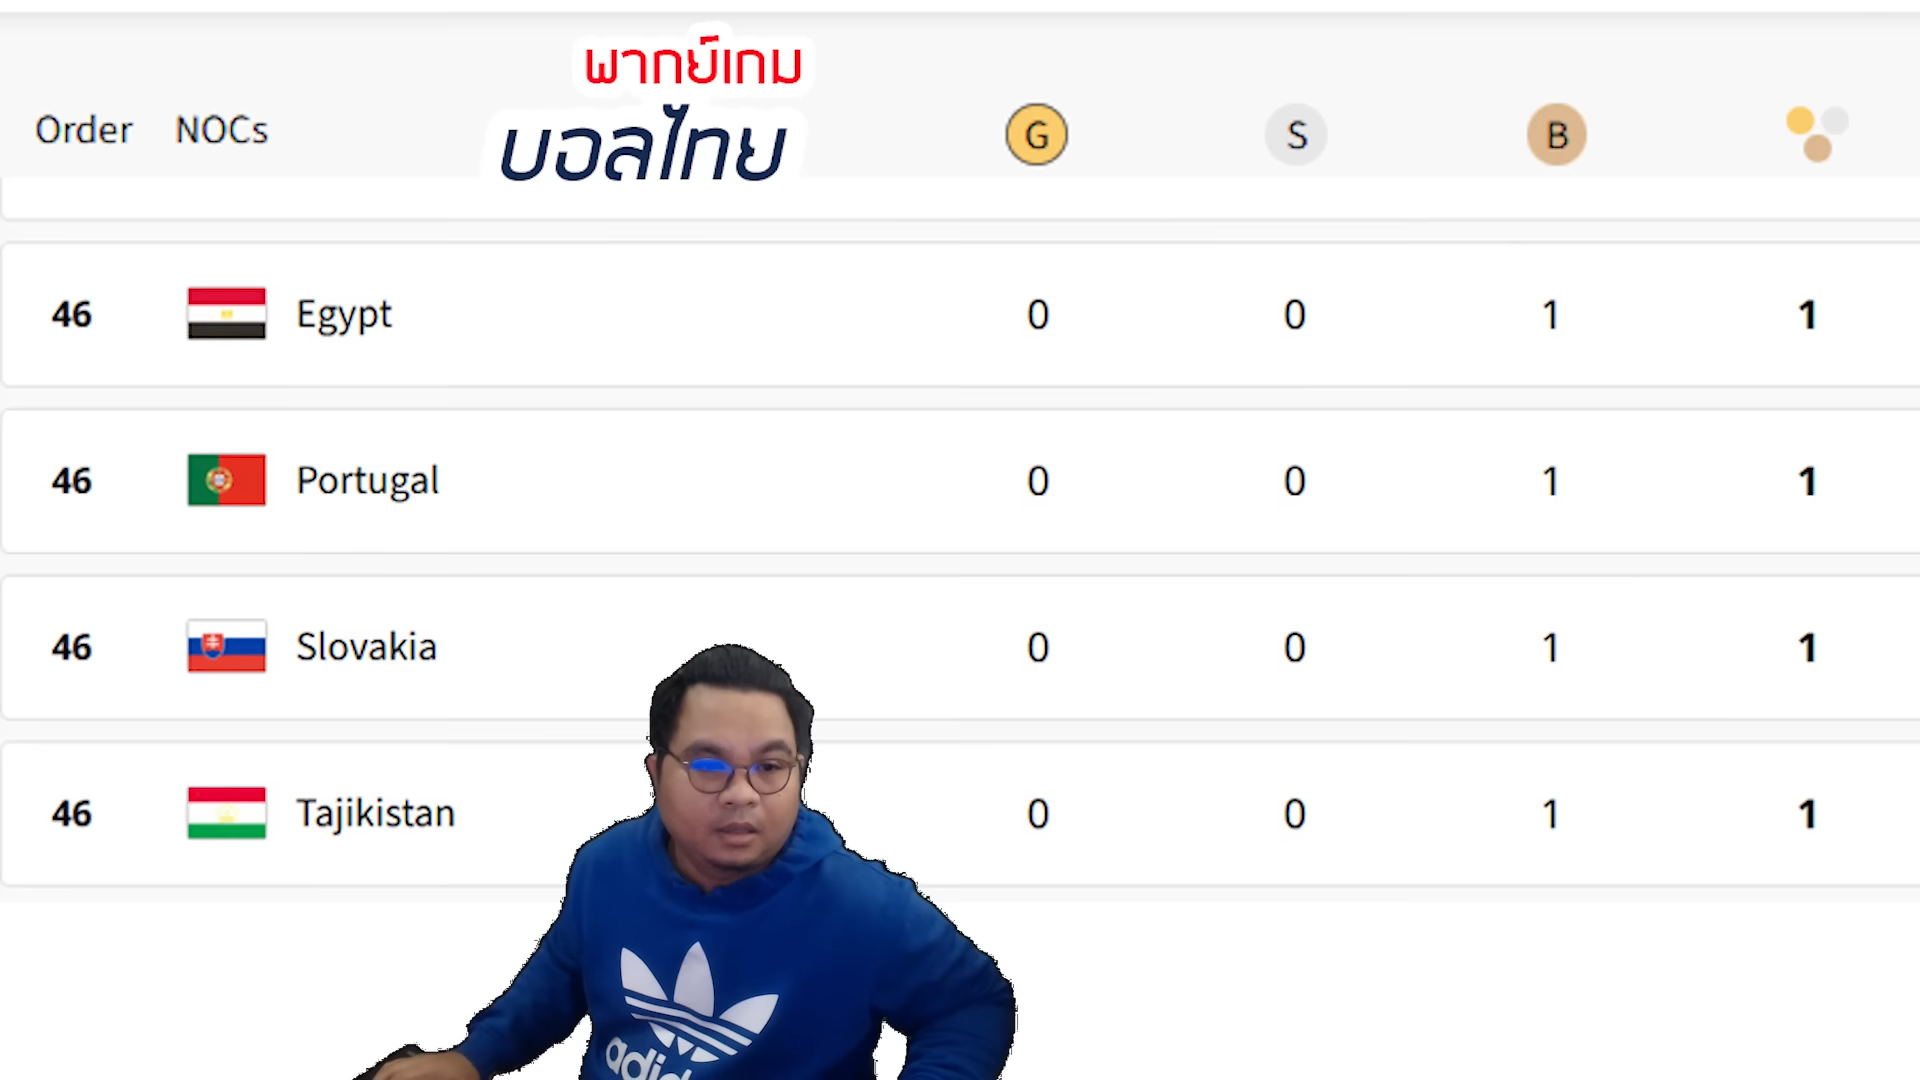 พากย์เกม
บอลไทย
Order NOCs G S B
46 Egypt 0 0 1 1
46 Portugal 0 0 1 1
46 Slovakia 0 0 1 1
46 Tajikistan 0 0 1 1